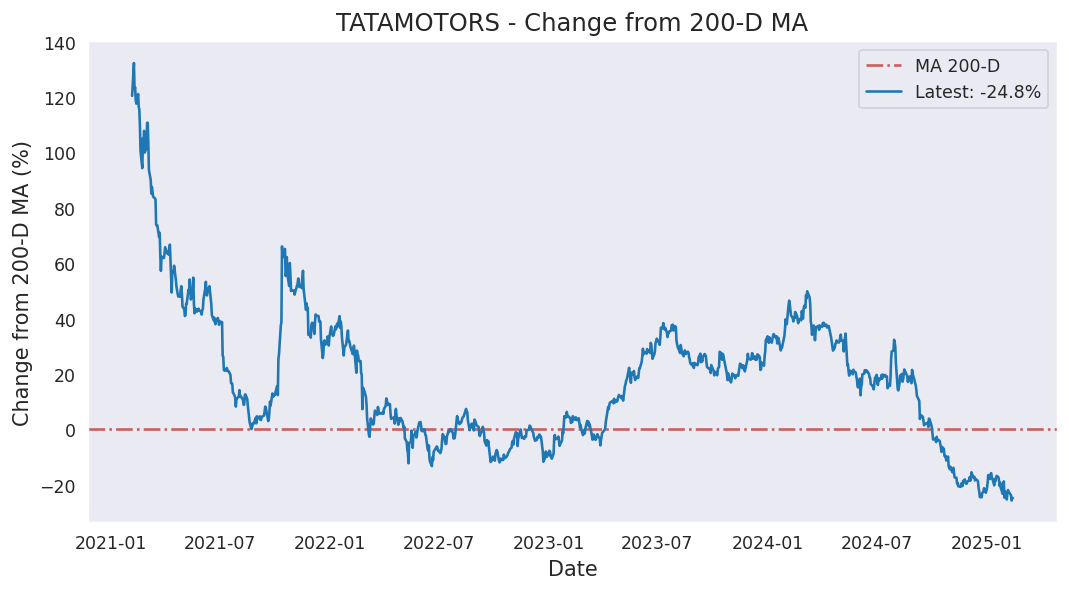 TATAMOTORS - Change from 200-D MA
140
120
100
80
60
40
20
0
−20
Change from 200-D MA (%)
MA 200-D
Latest: -24.8%
2021-01 2021-07 2022-01 2022-07 2023-01 2023-07 2024-01 2024-07 2025-01
Date